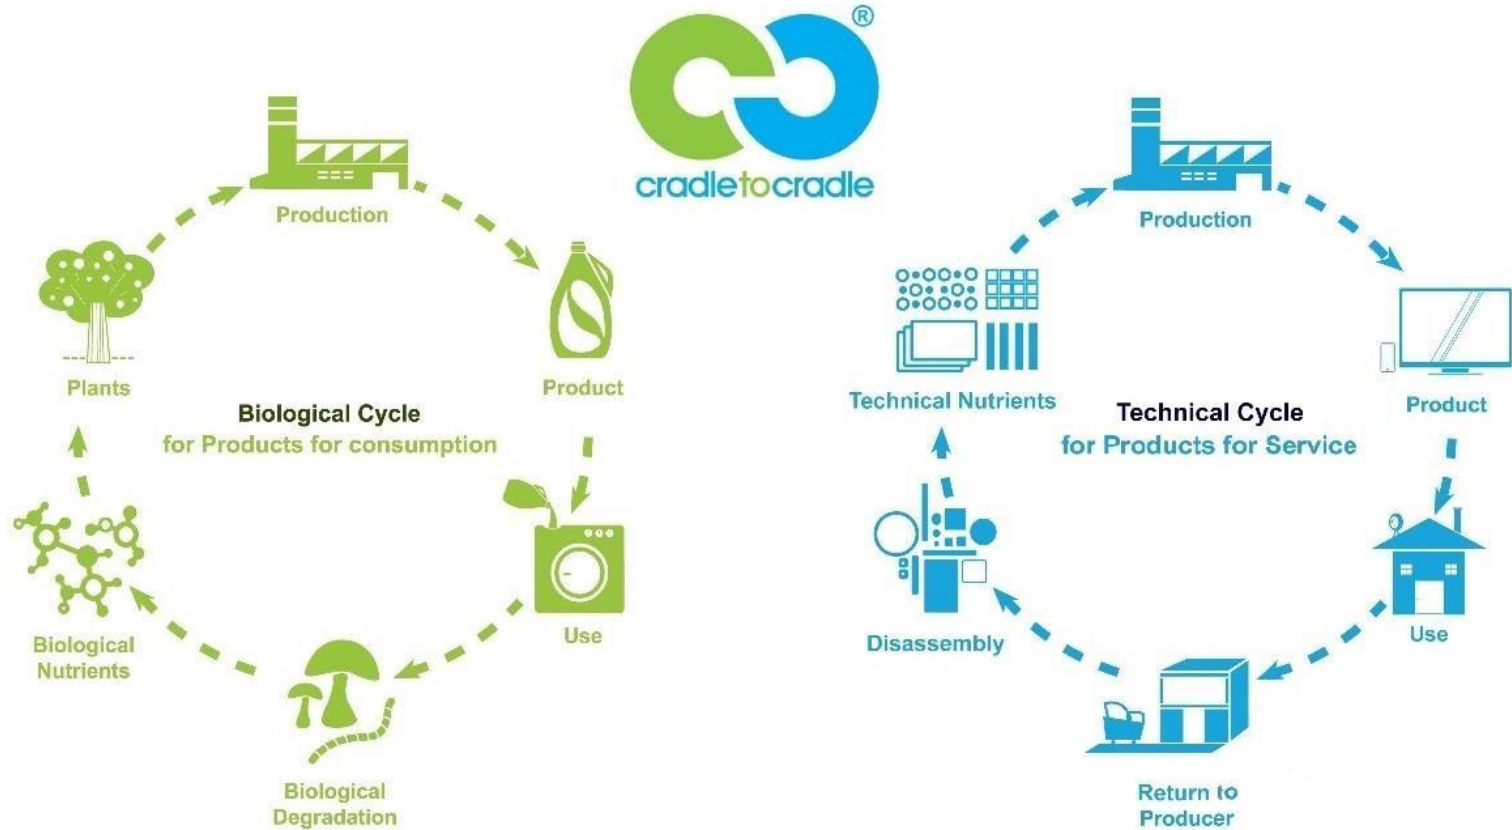 ®
cradletocradle
Production
Product
Use
Biological
Degradation
Biological
Nutrients
Plants
Biological Cycle
for Products for consumption
Production
Product
Use
Return to
Producer
Disassembly
Technical Nutrients
Technical Cycle
for Products for Service